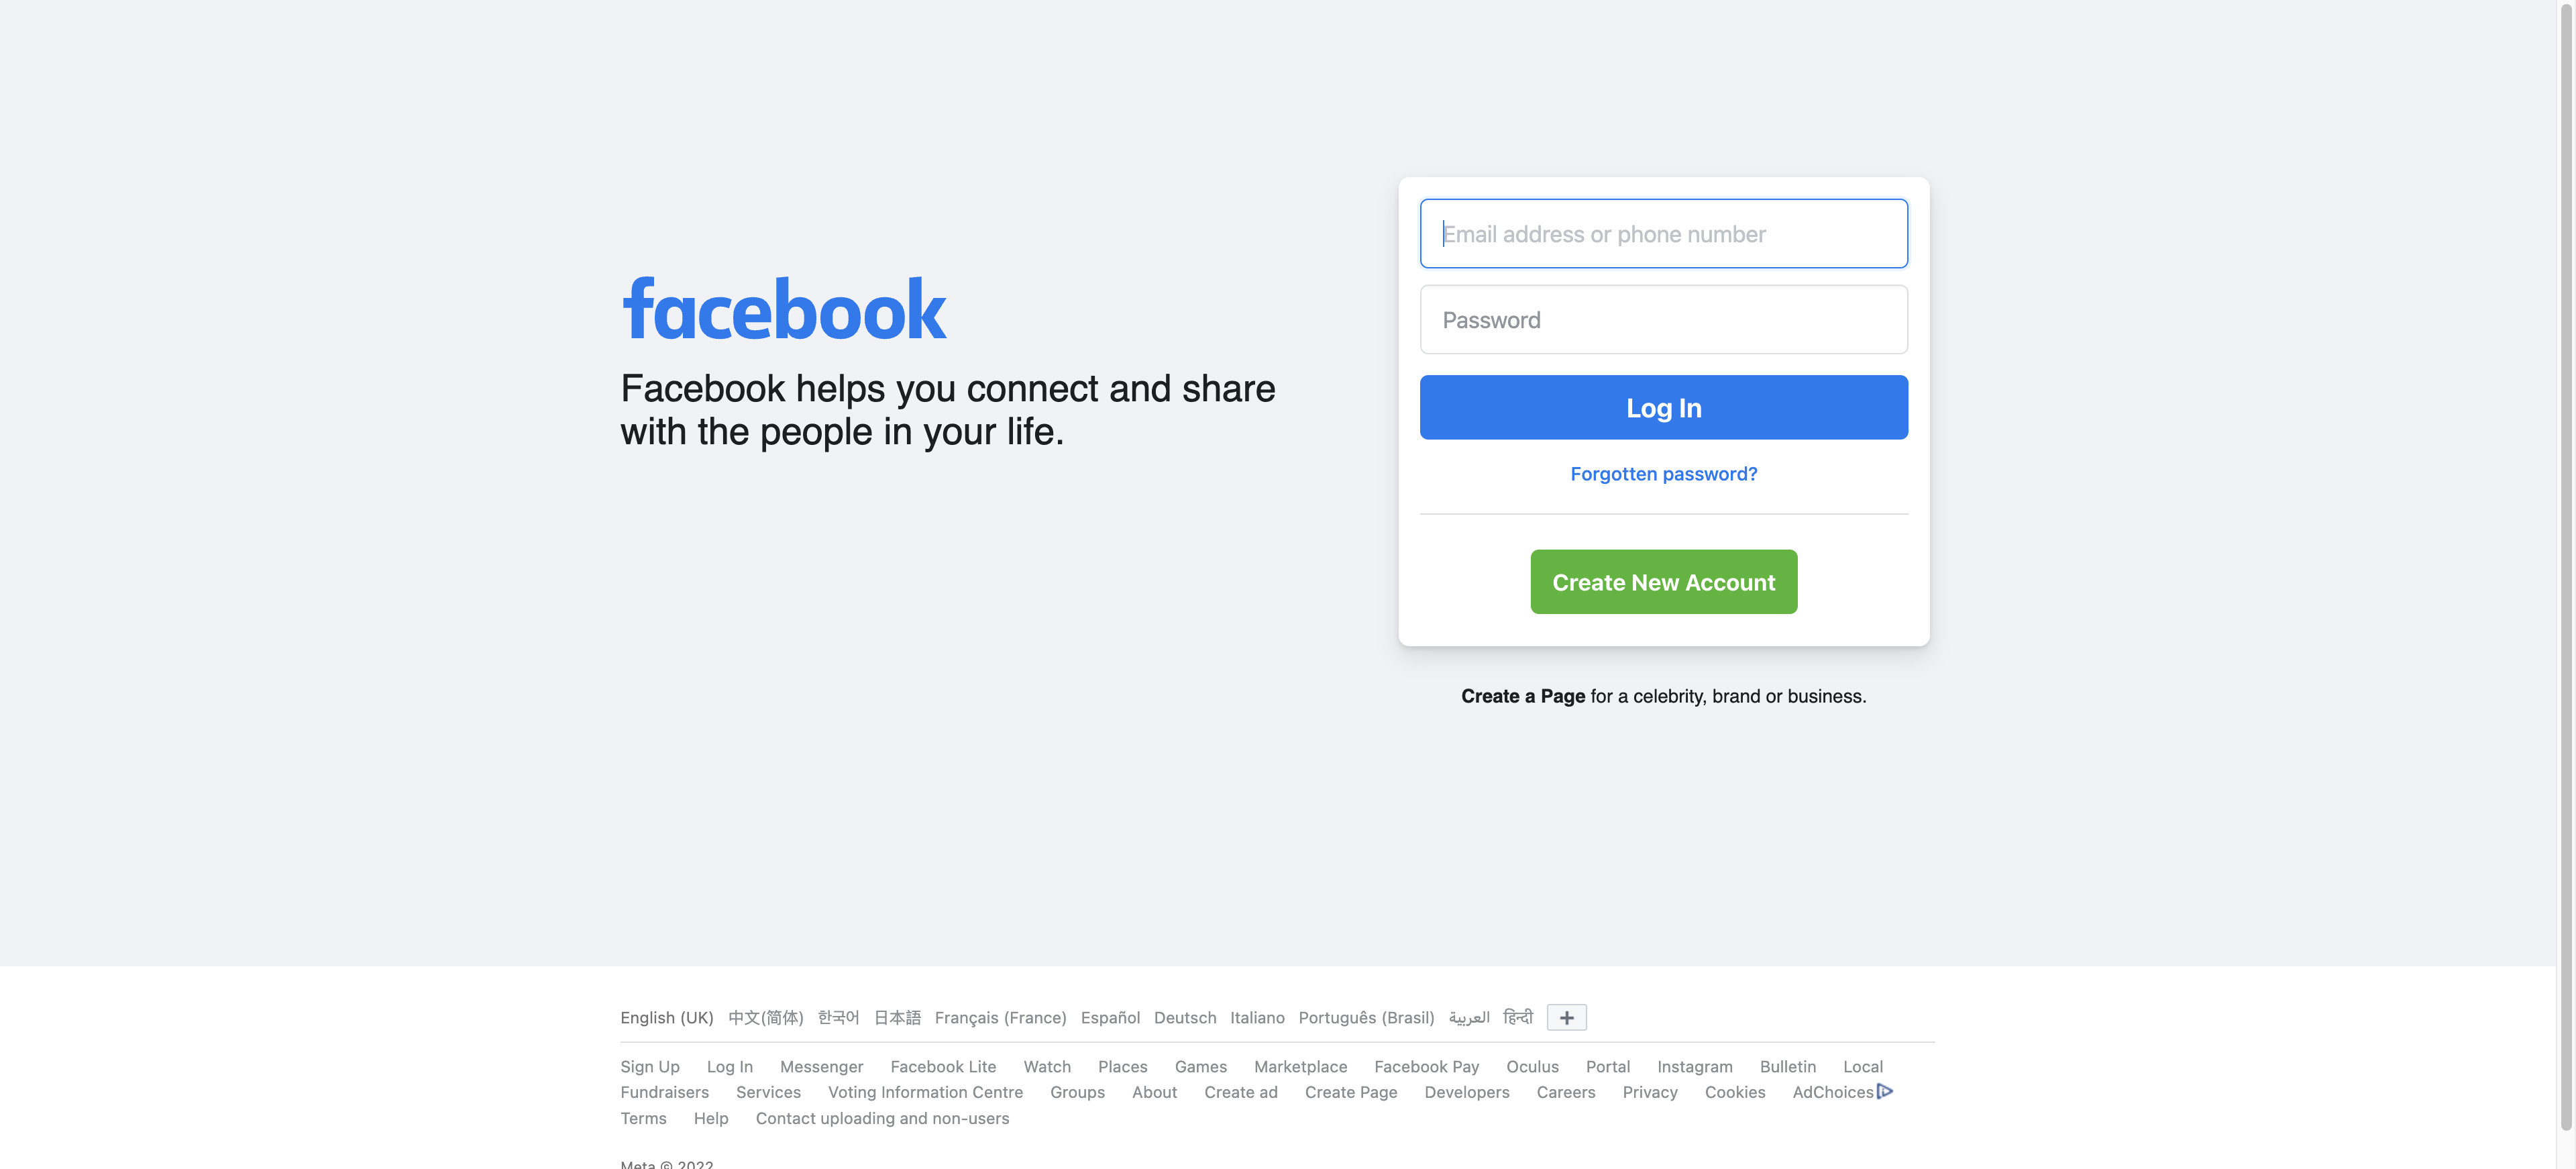 facebook
Facebook helps you connect and share
with the people in your life.
Email address or phone number
Password
Log In
Forgotten password?
Create New Account
Create a Page for a celebrity, brand or business.
English (UK) 中文(简体) 한국어 日本語 Français (France) Español Deutsch Italiano Português (Brasil) العربية हिन्दी +
Sign Up Log In Messenger Facebook Lite Watch Places Games Marketplace Facebook Pay Oculus Portal Instagram Bulletin Local
Fundraisers Services Voting Information Centre Groups About Create ad Create Page Developers Careers Privacy Cookies AdChoices
Terms Help Contact uploading and non-users
Meta © 2022